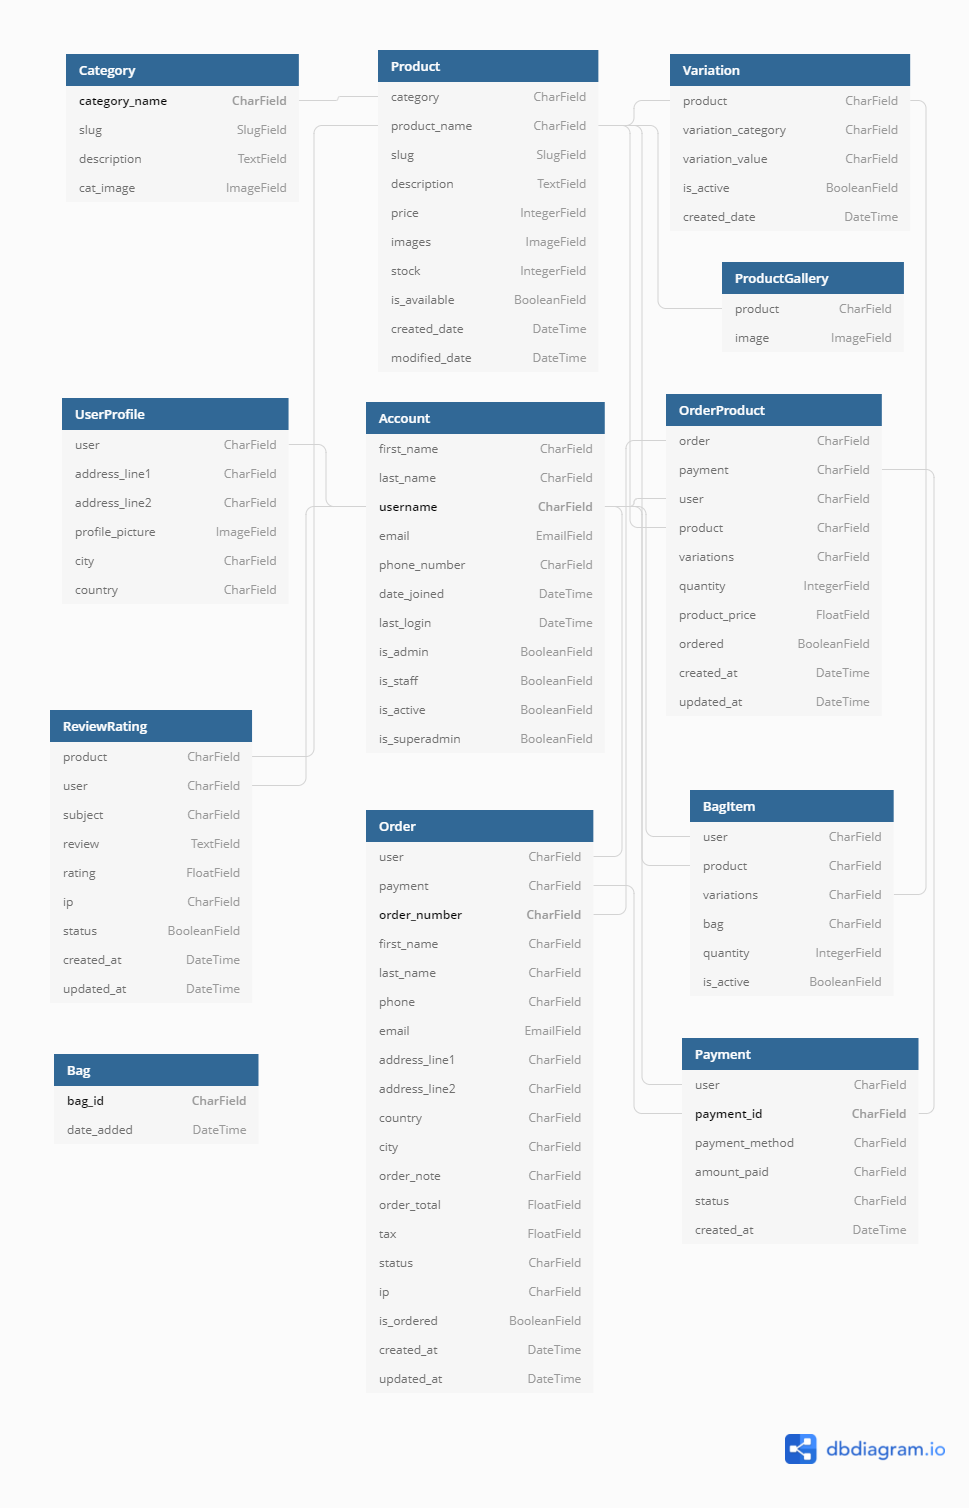 Category
category_name CharField
slug SlugField
description TextField
cat_image ImageField
Product
category CharField
product_name CharField
slug SlugField
description TextField
price IntegerField
images ImageField
stock IntegerField
is_available BooleanField
created_date DateTime
modified_date DateTime
Variation
product CharField
variation_category CharField
variation_value CharField
is_active BooleanField
created_date DateTime
ProductGallery
product CharField
image ImageField
UserProfile
user CharField
address_line1 CharField
address_line2 CharField
profile_picture ImageField
city CharField
country CharField
Account
first_name CharField
last_name CharField
username CharField
email EmailField
phone_number CharField
date_joined DateTime
last_login DateTime
is_admin BooleanField
is_staff BooleanField
is_active BooleanField
is_superadmin BooleanField
OrderProduct
order CharField
payment CharField
user CharField
product CharField
variations CharField
quantity IntegerField
product_price FloatField
ordered BooleanField
created_at DateTime
updated_at DateTime
ReviewRating
product CharField
user CharField
subject CharField
review TextField
rating FloatField
ip CharField
status BooleanField
created_at DateTime
updated_at DateTime
Order
user CharField
payment CharField
order_number CharField
first_name CharField
last_name CharField
phone CharField
email EmailField
address_line1 CharField
address_line2 CharField
country CharField
city CharField
order_note CharField
order_total FloatField
tax FloatField
status CharField
ip CharField
is_ordered BooleanField
created_at DateTime
updated_at DateTime
BagItem
user CharField
product CharField
variations CharField
bag CharField
quantity IntegerField
is_active BooleanField
Bag
bag_id CharField
date_added DateTime
Payment
user CharField
payment_id CharField
payment_method CharField
amount_paid CharField
status CharField
created_at DateTime
dbdiagram.io